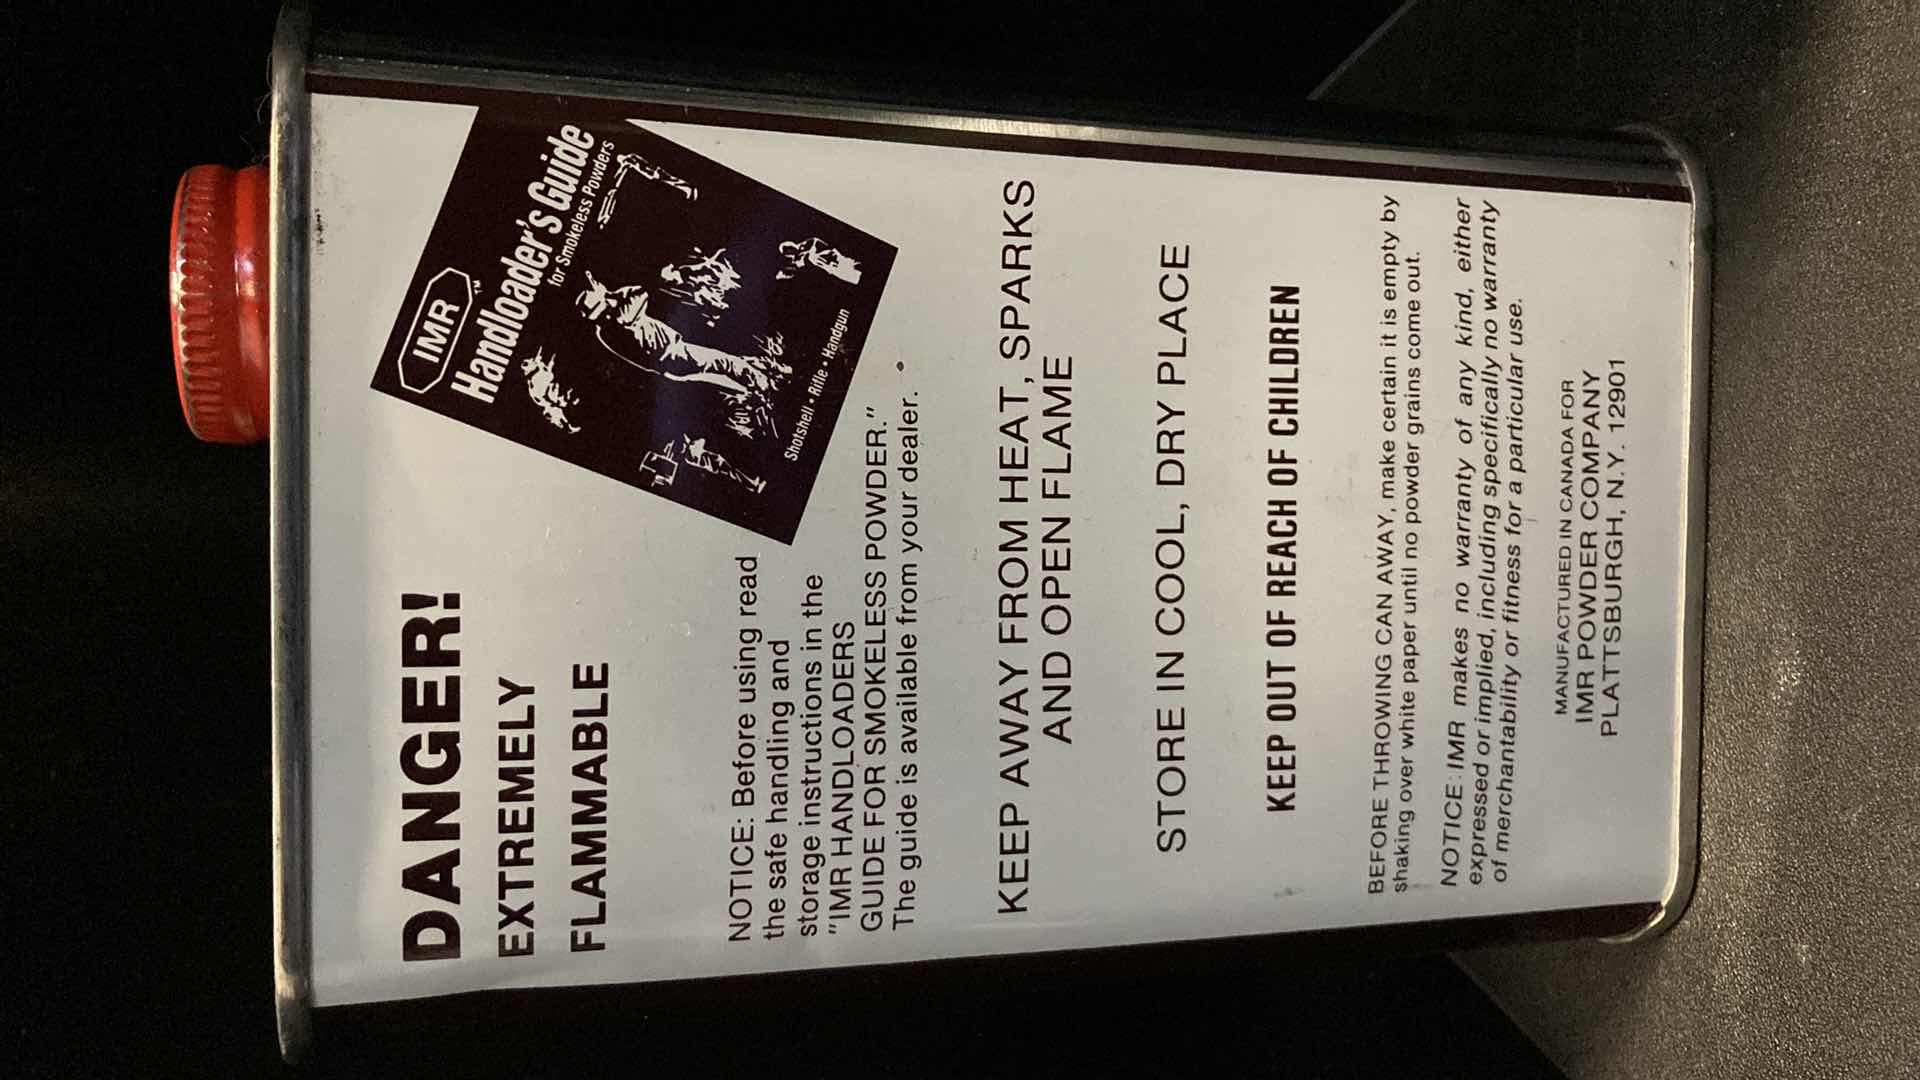 DANGER!
EXTREMELY
FLAMMABLE
IMR™
Handloader's Guide
for Smokeless Powders
Shotshell • Rifle • Handgun
NOTICE: Before using read
the safe handling and
storage instructions in the
"IMR HANDLOADERS
GUIDE FOR SMOKELESS POWDER."
The guide is available from your dealer.
KEEP AWAY FROM HEAT, SPARKS
AND OPEN FLAME
STORE IN COOL, DRY PLACE
KEEP OUT OF REACH OF CHILDREN
BEFORE THROWING CAN AWAY, make certain it is empty by
shaking over white paper until no powder grains come out.
NOTICE: IMR makes no warranty of any kind, either
expressed or implied, including specifically no warranty
of merchantability or fitness for a particular use.
MANUFACTURED IN CANADA FOR
IMR POWDER COMPANY
PLATTSBURGH, N.Y. 12901